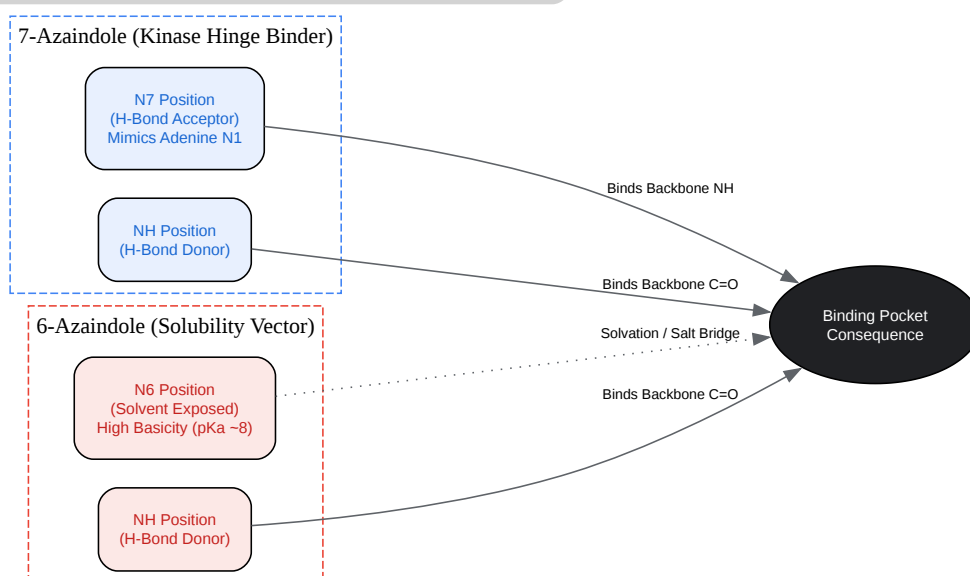 7-Azaindole (Kinase Hinge Binder)
N7 Position
(H-Bond Acceptor)
Mimics Adenine N1
Binds Backbone NH
NH Position
(H-Bond Donor)
Binds Backbone C=O
6-Azaindole (Solubility Vector)
Solvation / Salt Bridge
Binding Pocket
Consequence
N6 Position
(Solvent Exposed)
High Basicity (pKa ~8)
Binds Backbone C=O
NH Position
(H-Bond Donor)